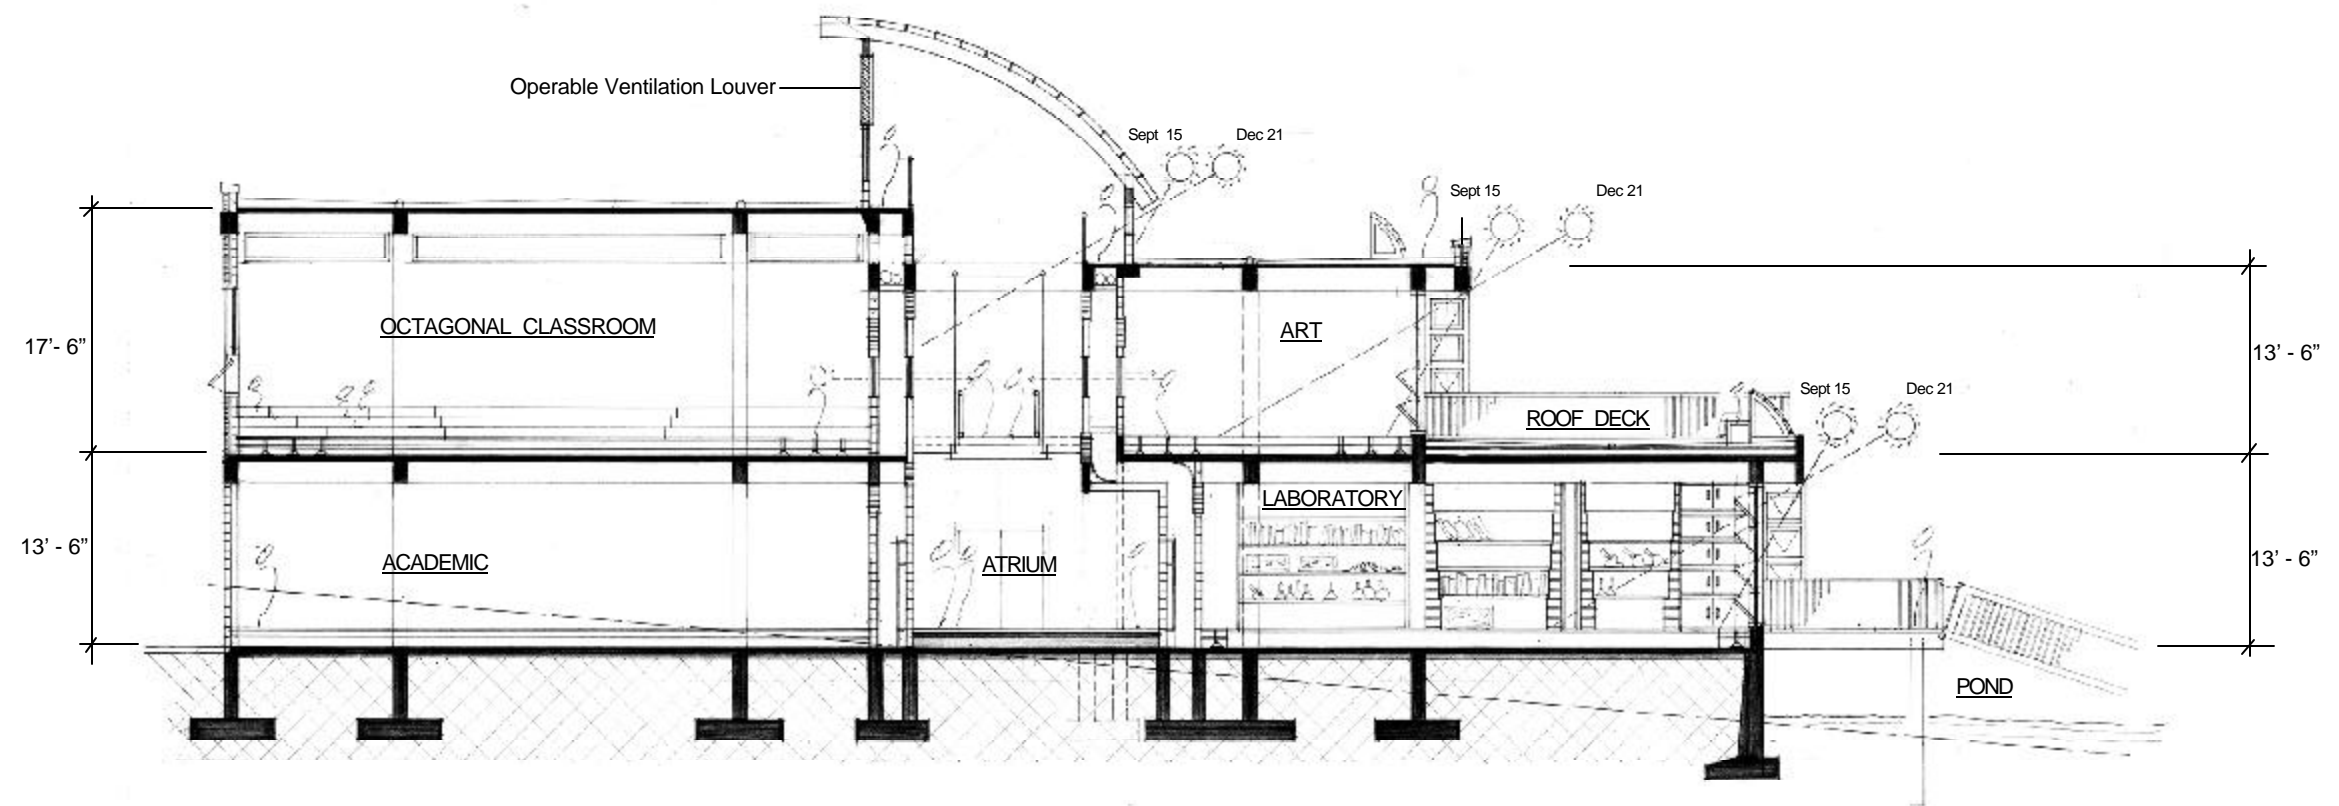 Operable Ventilation Louver
Sept 15
Dec 21
Sept 15
Dec 21
OCTAGONAL CLASSROOM
ART
17’- 6”
13’ - 6”
Sept 15
Dec 21
ROOF DECK
LABORATORY
13’ - 6”
ACADEMIC
ATRIUM
13’ - 6”
POND